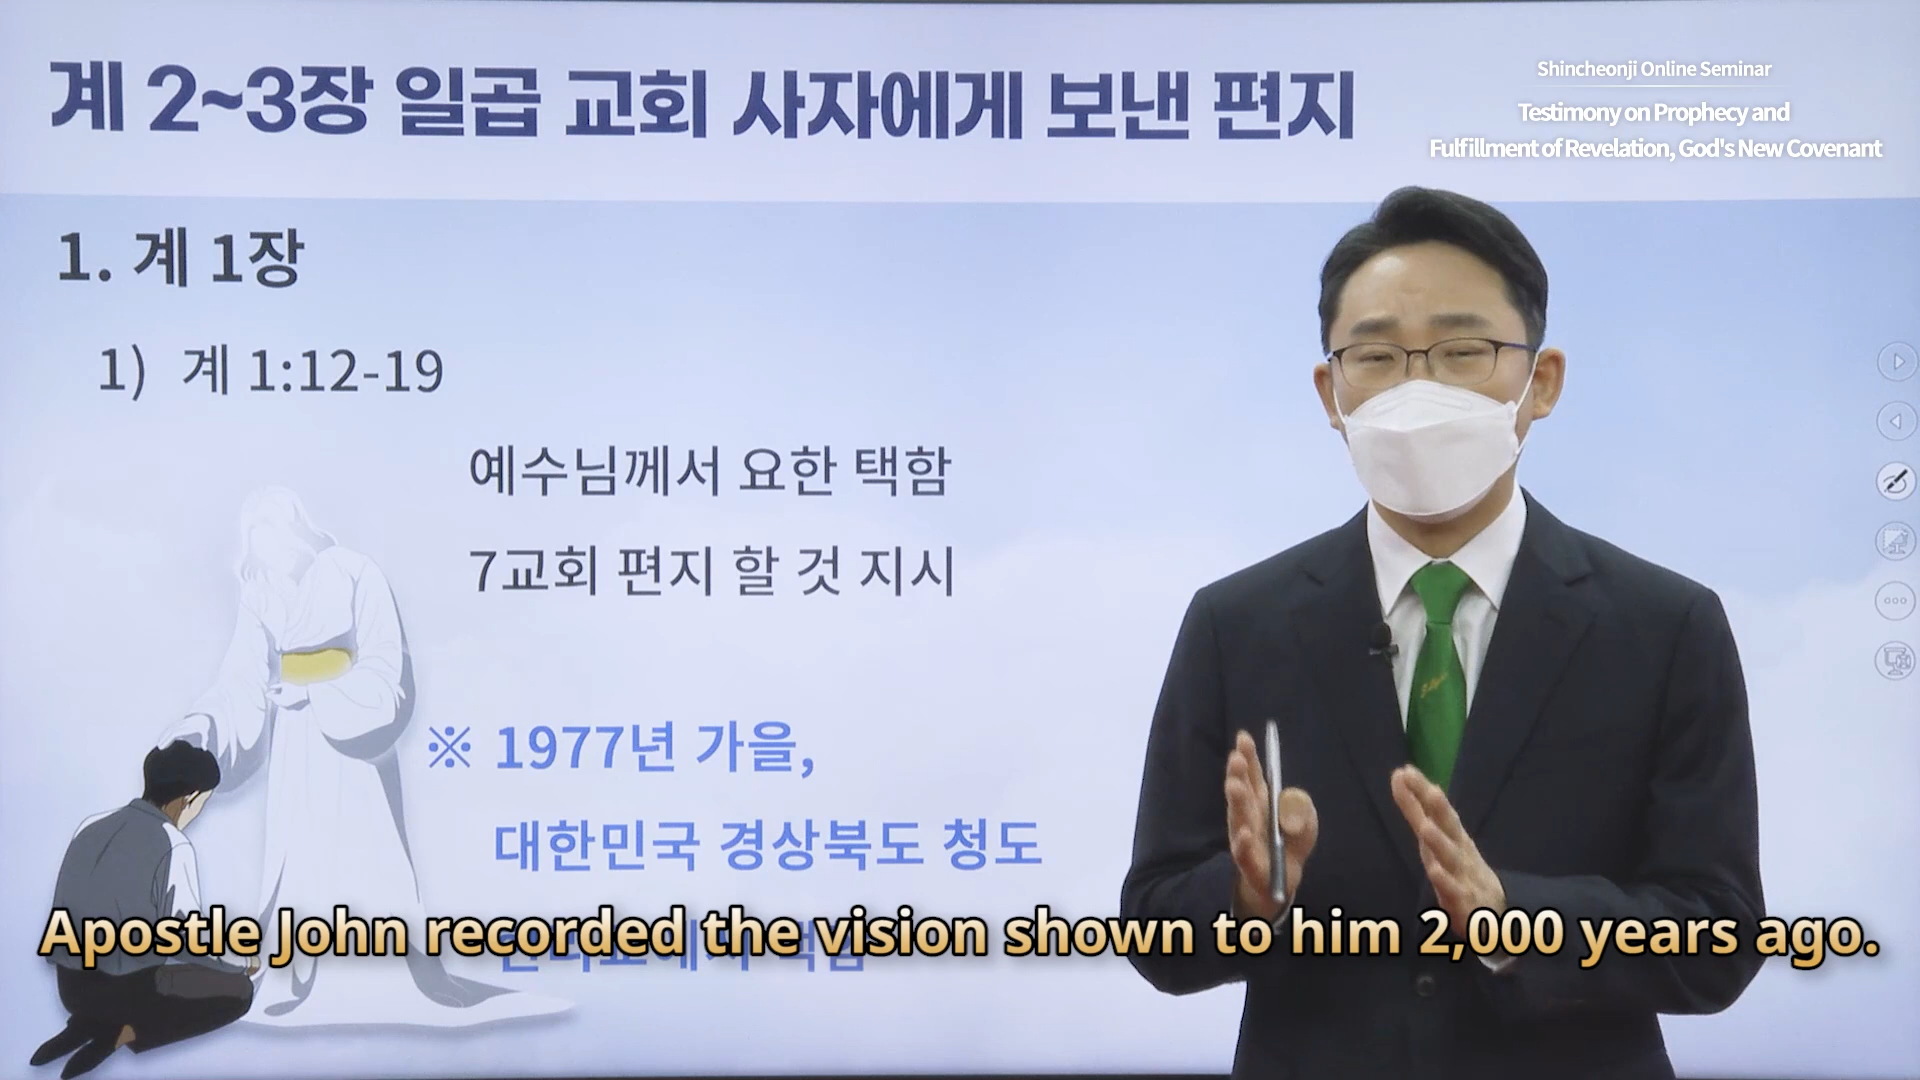 계 2~3장 일곱 교회 사자에게 보낸 편지
Shincheonji Online Seminar
Testimony on Prophecy and
Fulfillment of Revelation, God's New Covenant
1. 계 1장
1) 계 1:12-19
예수님께서 요한 택함
7교회 편지 할 것 지시
※ 1977년 가을,
대한민국 경상북도 청도
Apostle John recorded the vision shown to him 2,000 years ago.